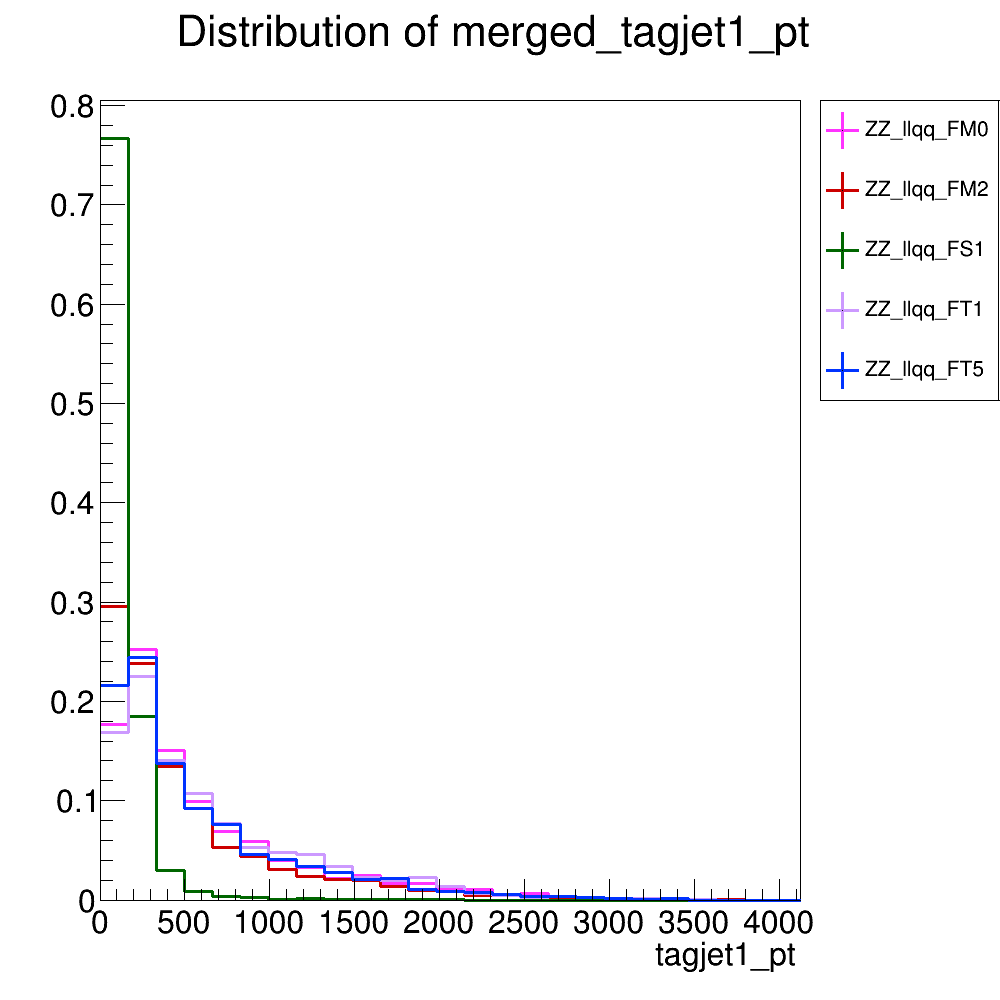 Distribution of merged_tagjet1_pt
0.8
0.7
0.6
0.5
0.4
0.3
0.2
0.1
0
0 500 1000 1500 2000 2500 3000 3500 4000
tagjet1_pt
ZZ_llqq_FM0
ZZ_llqq_FM2
ZZ_llqq_FS1
ZZ_llqq_FT1
ZZ_llqq_FT5